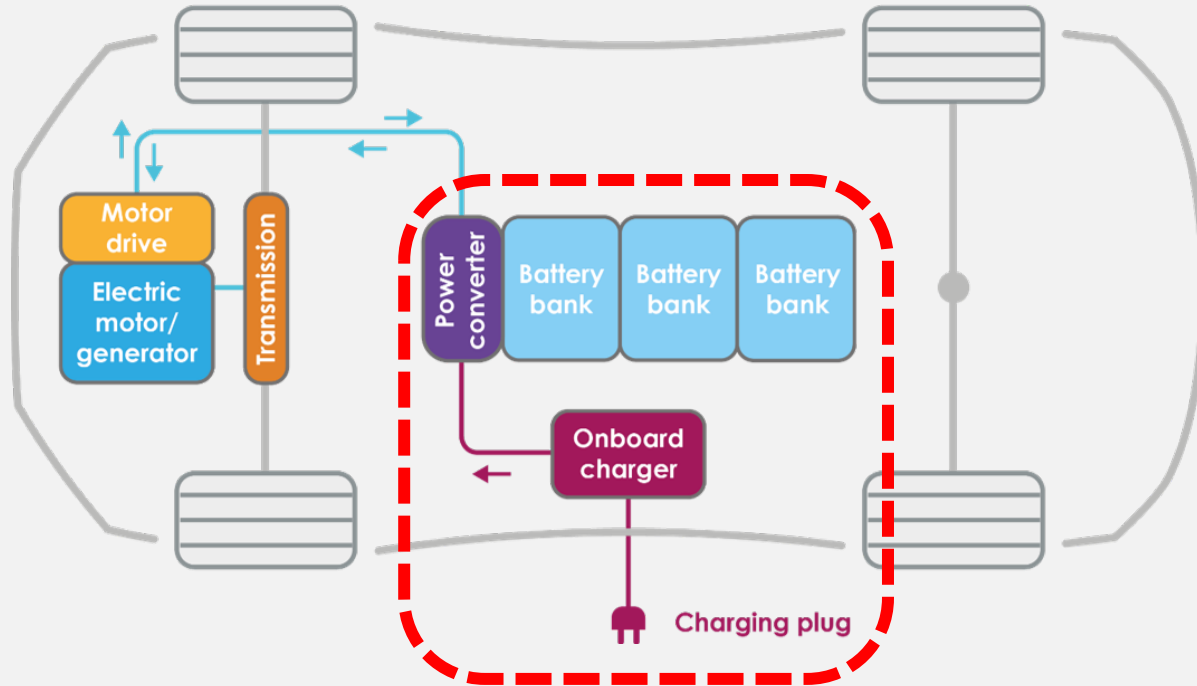 Motor
drive
Electric
motor/
generator
Transmission
Power
converter
Battery
bank
Battery
bank
Battery
bank
Onboard
charger
Charging plug